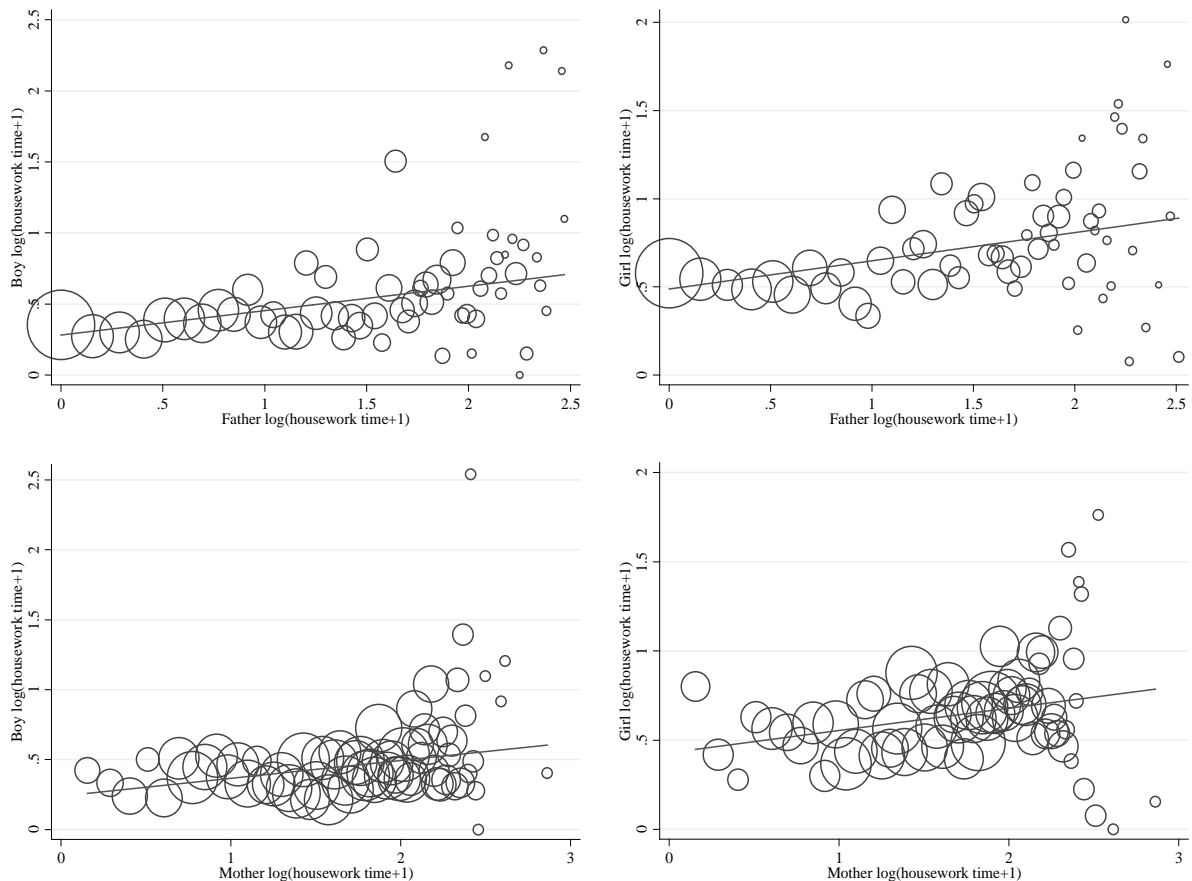 Boy log(housework time+1)
2.5
2
1.5
1
.5
0
0 .5 1 1.5 2 2.5
Father log(housework time+1)
Girl log(housework time+1)
2
1.5
1
.5
0
0 .5 1 1.5 2 2.5
Father log(housework time+1)
Boy log(housework time+1)
2.5
2
1.5
1
.5
0
0 1 2 3
Mother log(housework time+1)
Girl log(housework time+1)
2
1.5
1
.5
0
0 1 2 3
Mother log(housework time+1)